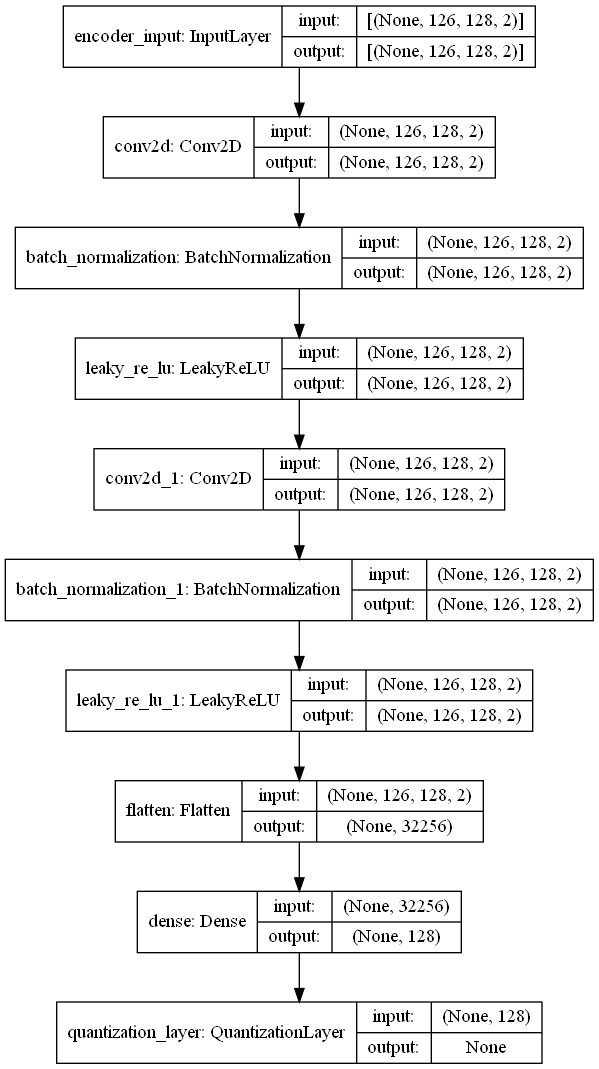 encoder_input: InputLayer
input:
[(None, 126, 128, 2)]
output:
[(None, 126, 128, 2)]
conv2d: Conv2D
input:
(None, 126, 128, 2)
output:
(None, 126, 128, 2)
batch_normalization: BatchNormalization
input:
(None, 126, 128, 2)
output:
(None, 126, 128, 2)
leaky_re_lu: LeakyReLU
input:
(None, 126, 128, 2)
output:
(None, 126, 128, 2)
conv2d_1: Conv2D
input:
(None, 126, 128, 2)
output:
(None, 126, 128, 2)
batch_normalization_1: BatchNormalization
input:
(None, 126, 128, 2)
output:
(None, 126, 128, 2)
leaky_re_lu_1: LeakyReLU
input:
(None, 126, 128, 2)
output:
(None, 126, 128, 2)
flatten: Flatten
input:
(None, 126, 128, 2)
output:
(None, 32256)
dense: Dense
input:
(None, 32256)
output:
(None, 128)
quantization_layer: QuantizationLayer
input:
(None, 128)
output:
None